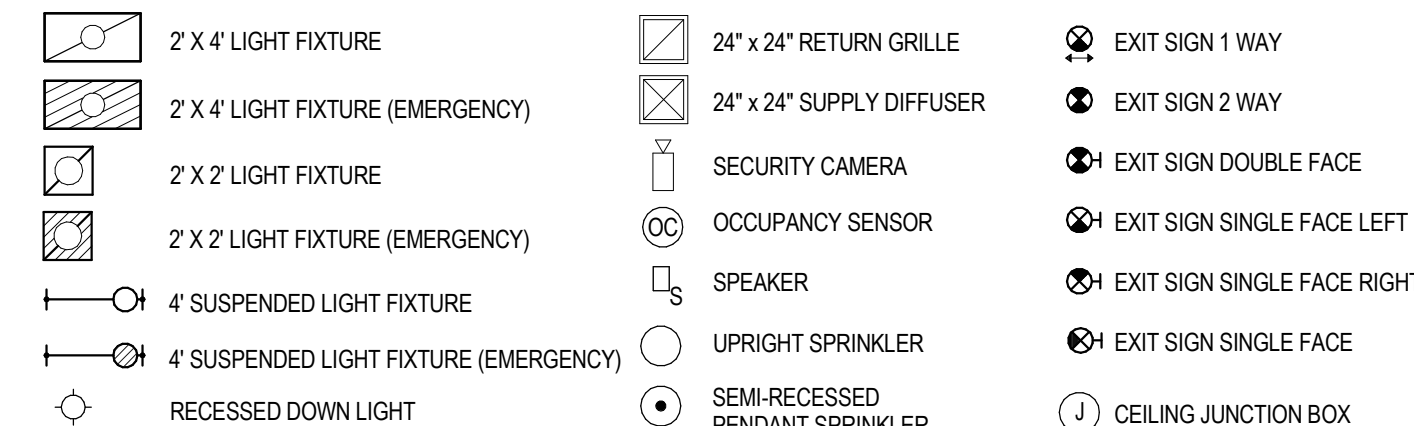 2' X 4' LIGHT FIXTURE
2' X 4' LIGHT FIXTURE (EMERGENCY)
2' X 2' LIGHT FIXTURE
2' X 2' LIGHT FIXTURE (EMERGENCY)
4' SUSPENDED LIGHT FIXTURE
4' SUSPENDED LIGHT FIXTURE (EMERGENCY)
RECESSED DOWN LIGHT
24" x 24" RETURN GRILLE
24" x 24" SUPPLY DIFFUSER
SECURITY CAMERA
OC OCCUPANCY SENSOR
S SPEAKER
UPRIGHT SPRINKLER
SEMI-RECESSED
PENDANT SPRINKLER
EXIT SIGN 1 WAY
EXIT SIGN 2 WAY
EXIT SIGN DOUBLE FACE
EXIT SIGN SINGLE FACE LEFT
EXIT SIGN SINGLE FACE RIGHT
EXIT SIGN SINGLE FACE
J CEILING JUNCTION BOX